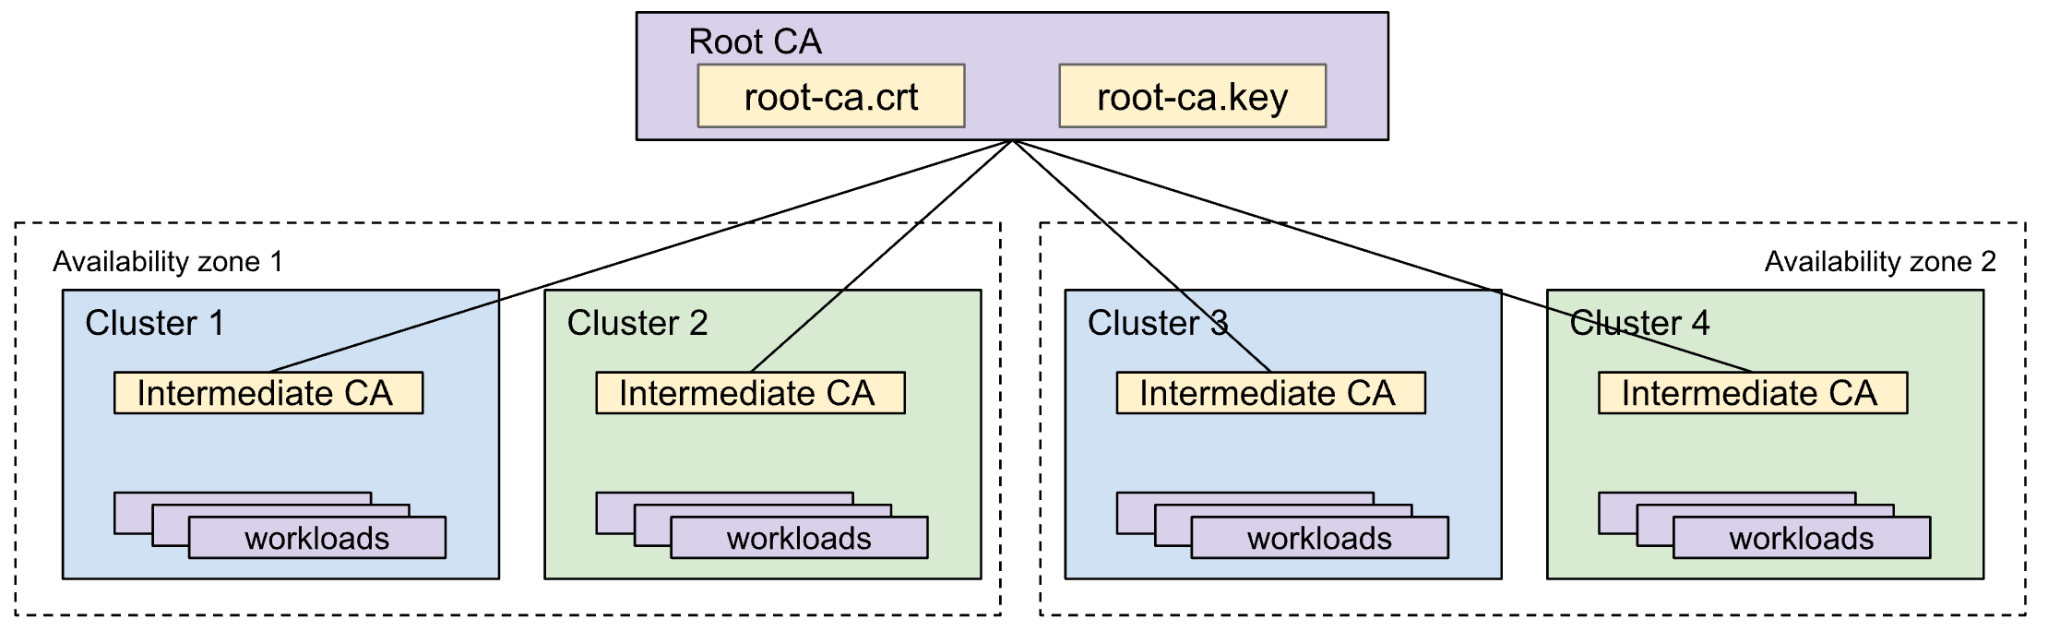 Root CA
root-ca.crt
root-ca.key
Availability zone 1
Availability zone 2
Cluster 1
Cluster 2
Cluster 3
Cluster 4
Intermediate CA
Intermediate CA
Intermediate CA
Intermediate CA
workloads
workloads
workloads
workloads